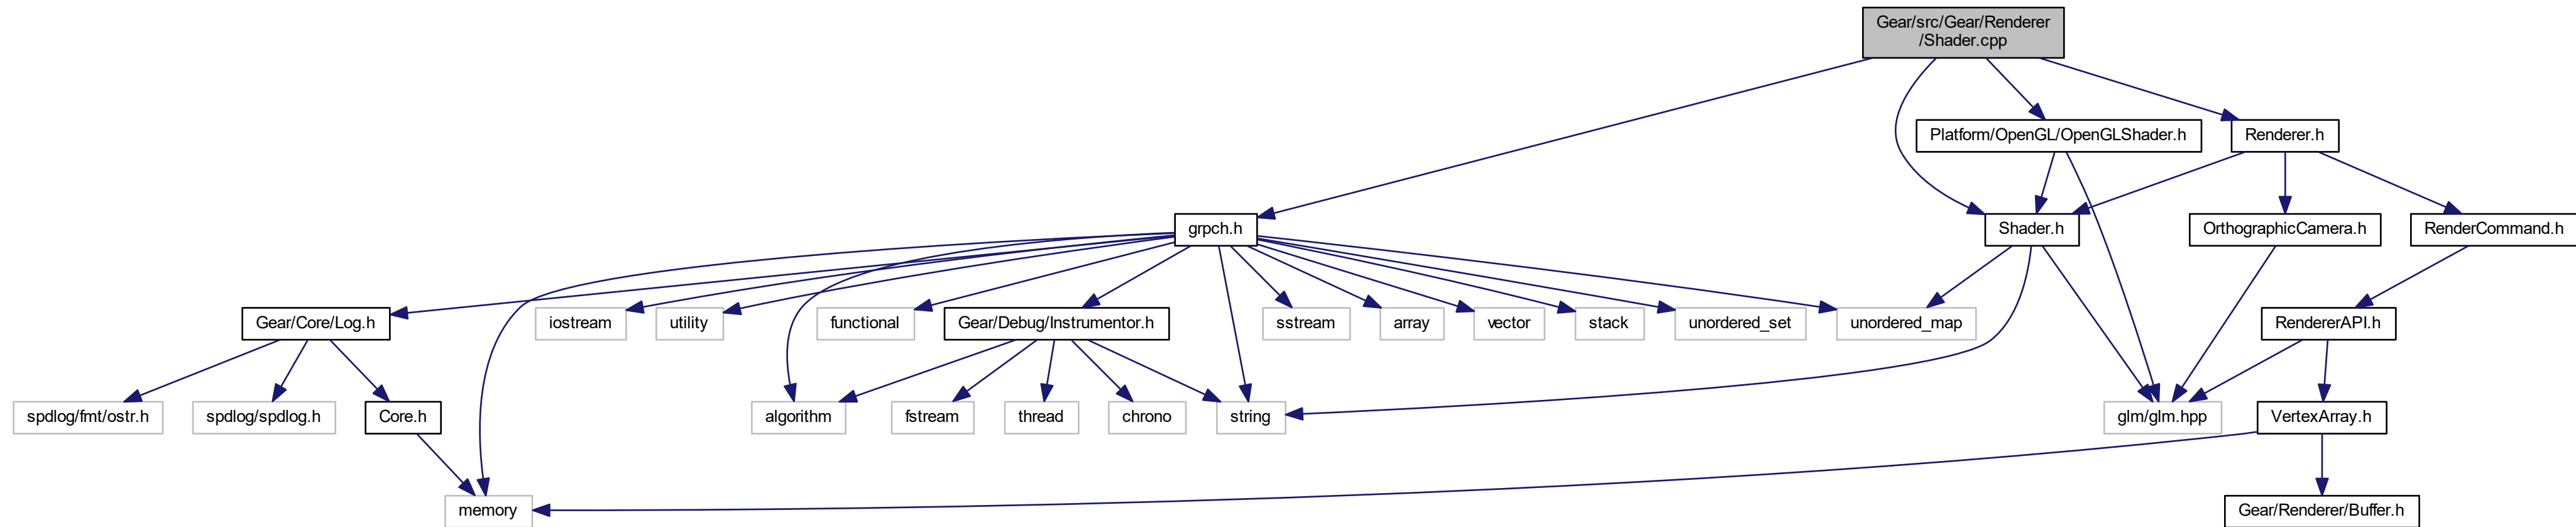 Gear/src/Gear/Renderer
/Shader.cpp
Platform/OpenGL/OpenGLShader.h
Renderer.h
grpch.h
Shader.h
OrthographicCamera.h
RenderCommand.h
Gear/Core/Log.h
iostream
utility
functional
Gear/Debug/Instrumentor.h
sstream
array
vector
stack
unordered_set
unordered_map
RendererAPI.h
spdlog/fmt/ostr.h
spdlog/spdlog.h
Core.h
algorithm
fstream
thread
chrono
string
glm/glm.hpp
VertexArray.h
memory
Gear/Renderer/Buffer.h